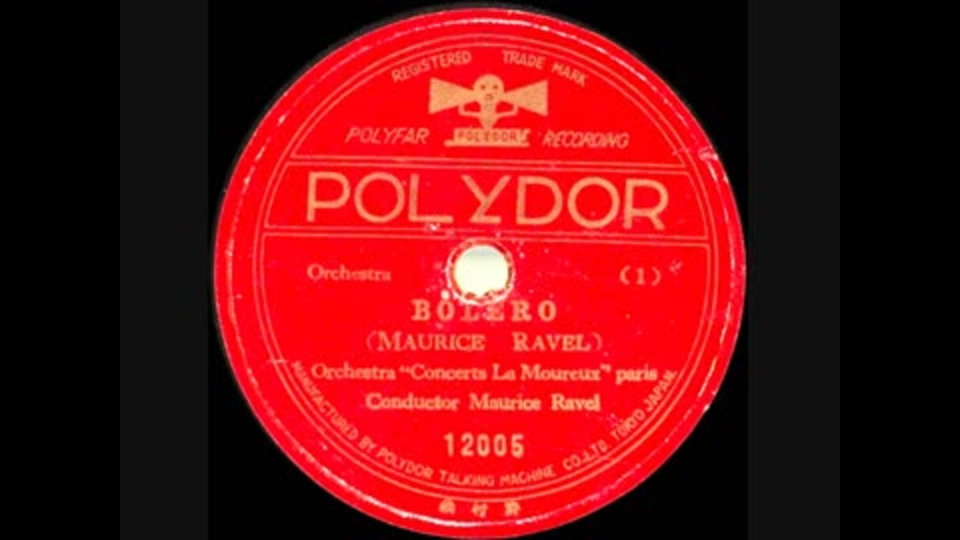 REGISTERED TRADE MARK
POLYFAR POLYDOR RECORDING
POLYDOR
Orchestra (1)
BOLERO
(MAURICE RAVEL)
Orchestra "Concerts La Moureux" paris
Conductor Maurice Ravel
12005
MANUFACTURED BY POLYDOR TALKING MACHINE CO.,LTD. TOKYO JAPAN.